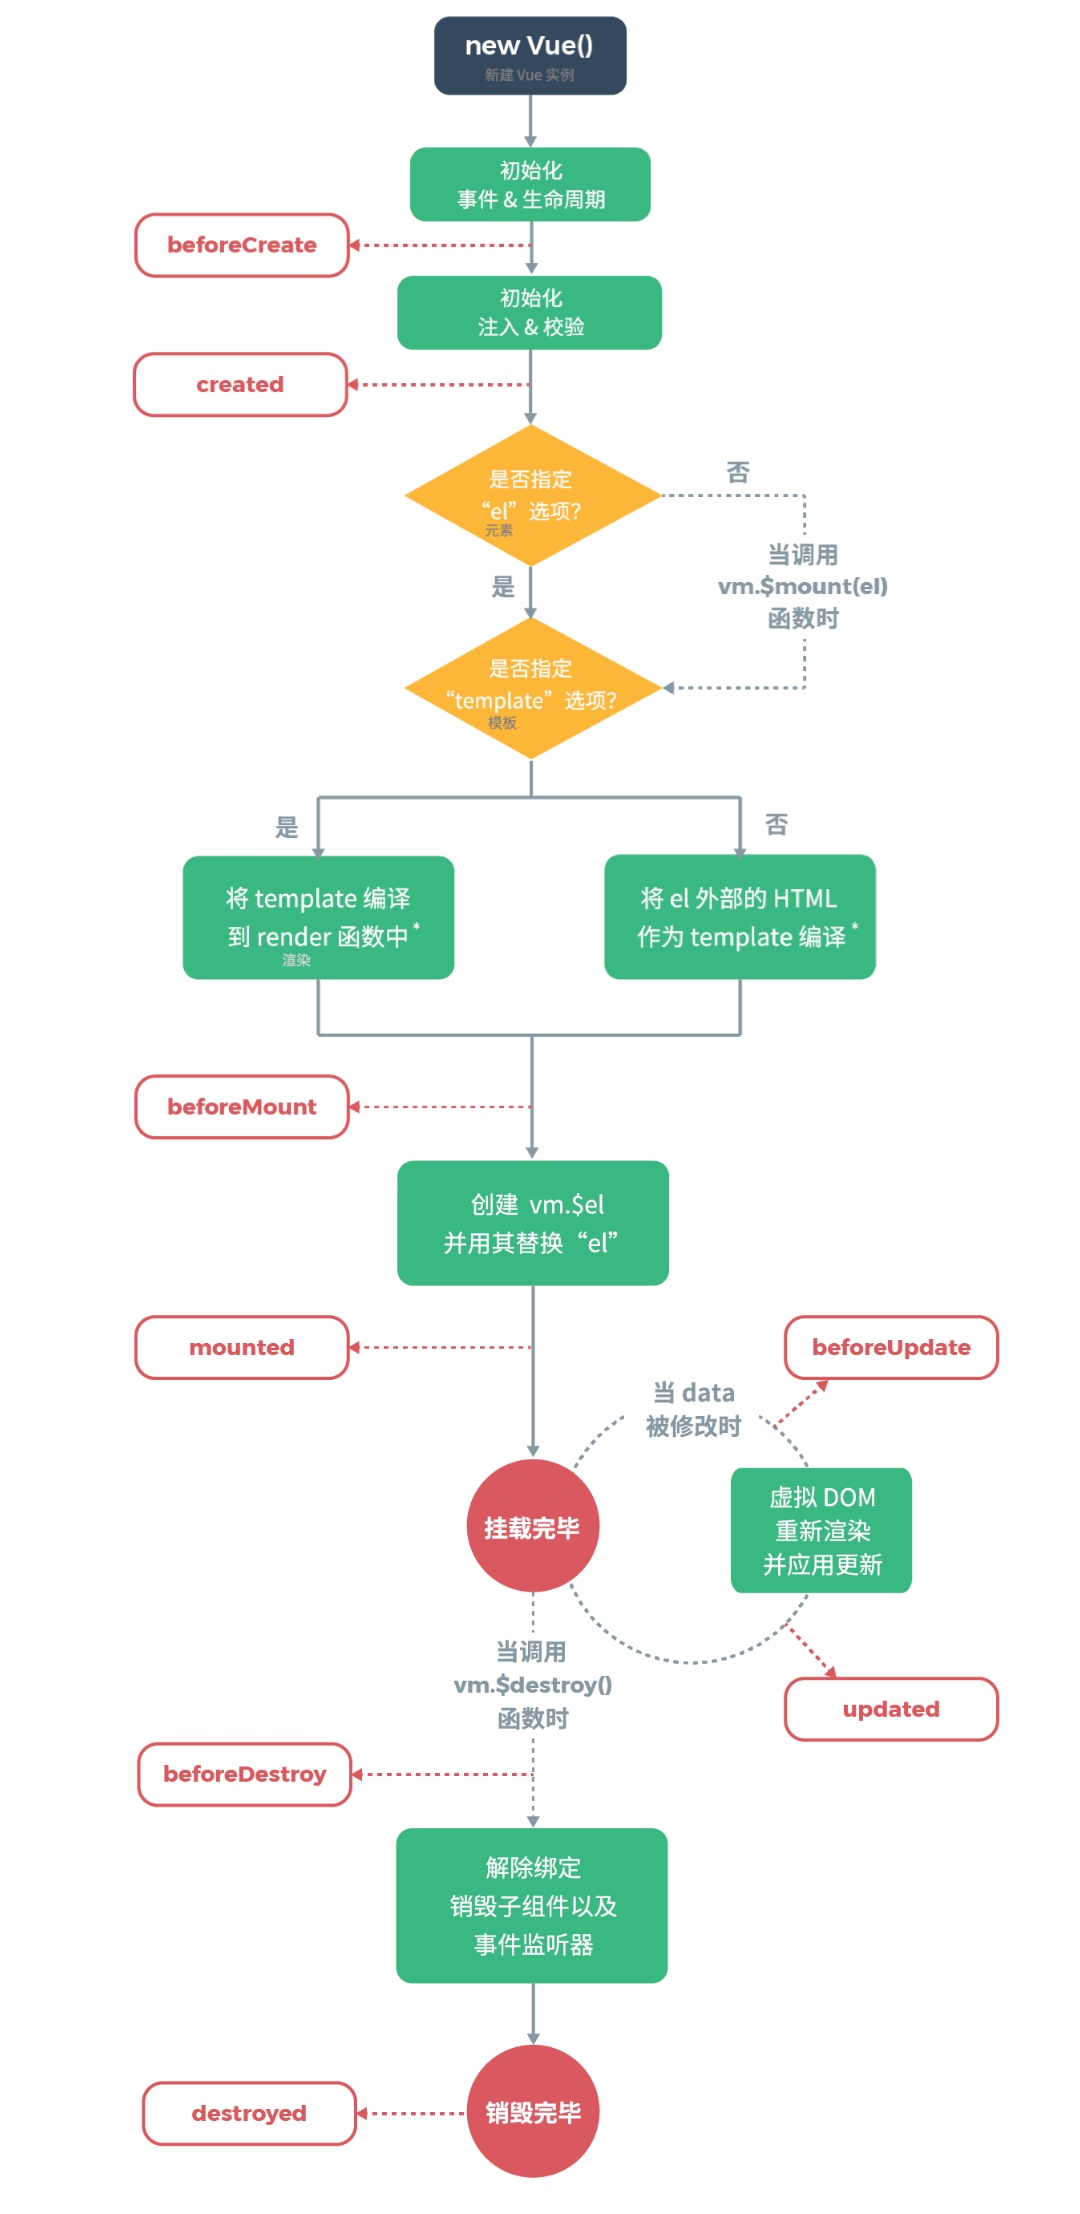 new Vue()
新建 Vue 实例
初始化
事件 & 生命周期
beforeCreate
初始化
注入 & 校验
created
是否指定
“el”选项？
元素
否
当调用
vm.$mount(el)
函数时
是
是否指定
“template”选项？
模板
是
否
将 template 编译
到 render 函数中*
渲染
将 el 外部的 HTML
作为 template 编译*
beforeMount
创建 vm.$el
并用其替换“el”
mounted
beforeUpdate
当 data
被修改时
挂载完毕
虚拟 DOM
重新渲染
并应用更新
当调用
vm.$destroy()
函数时
updated
beforeDestroy
解除绑定
销毁子组件以及
事件监听器
destroyed
销毁完毕